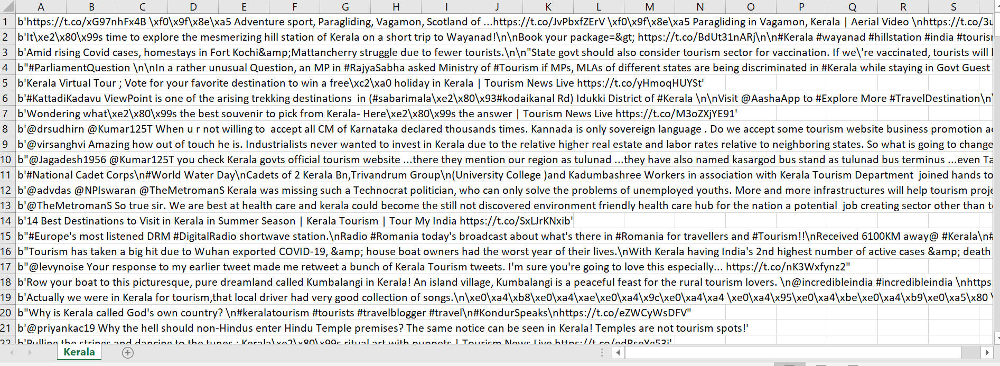 A B C D E F G H I J K L M N O P Q R S
1 b'https://t.co/xG97nhFx4B \xf0\x9f\x8e\xa5 Adventure sport, Paragliding, Vagamon, Scotland of ...https://t.co/JvPbxfZErV \xf0\x9f\x8e\xa5 Paragliding in Vagamon, Kerala | Aerial Video \nhttps://t.co/3u
2 b'It\xe2\x80\x99s time to explore the mesmerizing hill station of Kerala on a short trip to Wayanad!\n\nBook your package=&gt; https://t.co/BdUt31nARj\n\n#Kerala #wayanad #hillstation #india #tourism
3 b'Amid rising Covid cases, homestays in Fort Kochi&amp;Mattancherry struggle due to fewer tourists.\n\n"State govt should also consider tourism sector for vaccination. If we\'re vaccinated, tourists will
4 b"#ParliamentQuestion \n\nIn a rather unusual Question, an MP in #RajyaSabha asked Ministry of #Tourism if MPs, MLAs of different states are being discriminated in #Kerala while staying in Govt Guest
5 b'Kerala Virtual Tour ; Vote for your favorite destination to win a free\xc2\xa0 holiday in Kerala | Tourism News Live https://t.co/yHmoqHUYSt'
6 b'#KattadiKadavu ViewPoint is one of the arising trekking destinations  in (#sabarimala\xe2\x80\x93#kodaikanal Rd) Idukki District of #Kerala \n\nVisit @AashaApp to #Explore More #TravelDestination\n
7 b'Wondering what\xe2\x80\x99s the best souvenir to pick from Kerala- Here\xe2\x80\x99s the answer | Tourism News Live https://t.co/M3oZXjYE91'
8 b'@drsudhirn @Kumar125T When u r not willing to  accept all CM of Karnataka declared thousands times. Kannada is only sovereign language . Do we accept some tourism website business promotion
9 b'@virsanghvi Amazing how out of touch he is. Industrialists never wanted to invest in Kerala due to the relative higher real estate and labor rates relative to neighboring states. So what is going to change
10 b"@Jagadesh1956 @Kumar125T you check Kerala govts official tourism website ...there they mention our region as tulunad ...they have also named kasargod bus stand as tulunad bus terminus ...even Ta
11 b'#National Cadet Corps\n#World Water Day\nCadets of 2 Kerala Bn,Trivandrum Group\n(University College )and Kadumbashree Workers in association with Kerala Tourism Department  joined hands to
12 b'@advdas @NPIswaran @TheMetromanS Kerala was missing such a Technocrat politician, who can only solve the problems of unemployed youths. More and more infrastructures will help tourism proje
13 b'@TheMetromanS So true sir. We are best at health care and kerala could become the still not discovered environment friendly health care hub for the nation a potential  job creating sector other than
14 b'14 Best Destinations to Visit in Kerala in Summer Season | Kerala Tourism | Tour My India https://t.co/SxLJrKNxib'
15 b"#Europe's most listened DRM #DigitalRadio shortwave station.\nRadio #Romania today's broadcast about what's there in #Romania for travellers and #Tourism!!\nReceived 6100KM away@ #Kerala\n#
16 b"Tourism has taken a big hit due to Wuhan exported COVID-19, &amp; house boat owners had the worst year of their lives.\nWith Kerala having India's 2nd highest number of active cases &amp; death
17 b"@levynoise Your response to my earlier tweet made me retweet a bunch of Kerala Tourism tweets. I'm sure you're going to love this especially... https://t.co/nK3Wxfynz2"
18 b'Row your boat to this picturesque, pure dreamland called Kumbalangi in Kerala! An island village, Kumbalangi is a peaceful feast for the rural tourism lovers. \n@incredibleindia #incredibleindia \nhttps
19 b'Actually we were in Kerala for tourism,that local driver had very good collection of songs.\n\xe0\xa4\xb8\xe0\xa4\xae\xe0\xa4\x9c\xe0\xa4\xa4 \xe0\xa4\x95\xe0\xa4\xbe\xe0\xa4\xb9\xe0\xa5\x80 \
20 b"Why is Kerala called God's own country? \n#keralatourism #tourists #travelblogger #travel\n#KondurSpeaks\nhttps://t.co/eZWCyWsDFV"
21 b'@priyankac19 Why the hell should non-Hindus enter Hindu Temple premises? The same notice can be seen in Kerala! Temples are not tourism spots!'
22 b'Pulling the strings and dancing to the tunes : Kerala\xe2\x80\x99s ritual art with puppets | Tourism News Live
Kerala